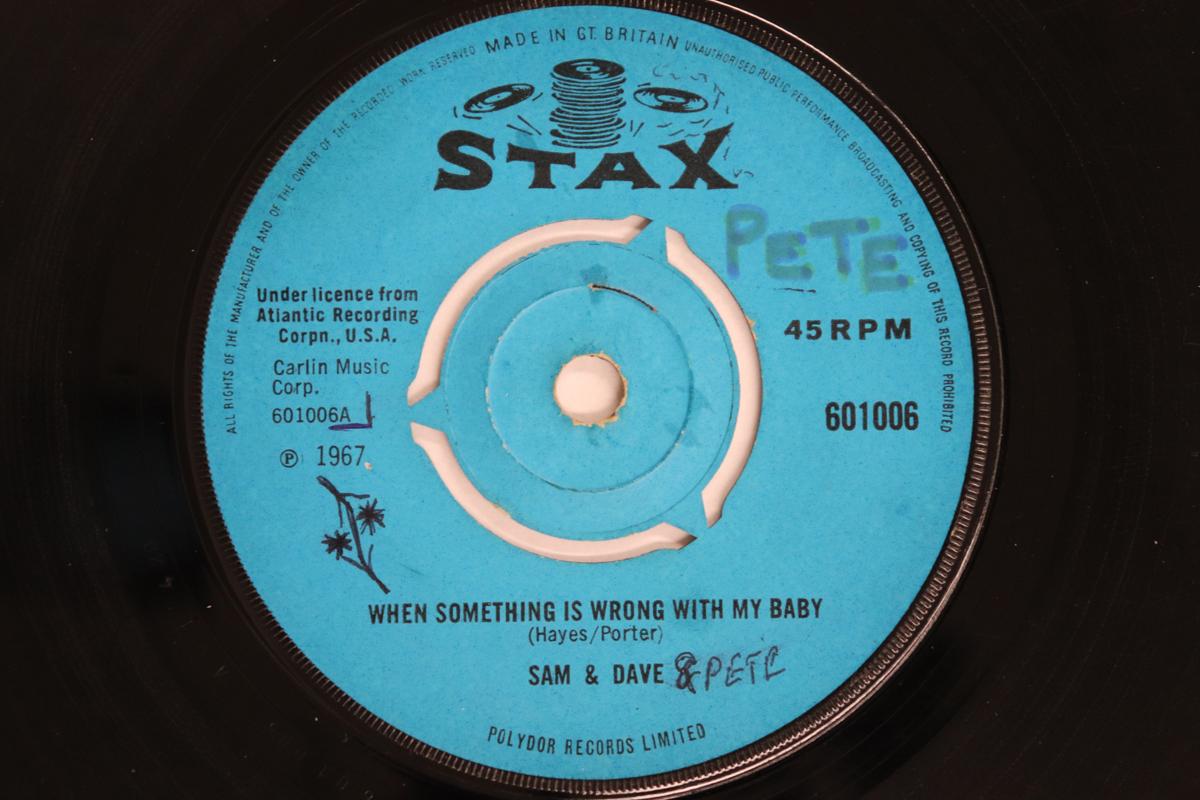 MADE IN GT. BRITAIN
UNAUTHORISED PUBLIC PERFORMANCE BROADCASTING AND COPYING OF THIS RECORD PROHIBITED
ALL RIGHTS OF THE MANUFACTURER AND OF THE OWNER OF THE RECORDED WORK RESERVED
STAX
PETE
Under licence from
Atlantic Recording
Corpn., U.S.A.
45 RPM
Carlin Music
Corp.
601006A
601006
℗ 1967
WHEN SOMETHING IS WRONG WITH MY BABY
(Hayes/Porter)
SAM & DAVE & PETE
POLYDOR RECORDS LIMITED